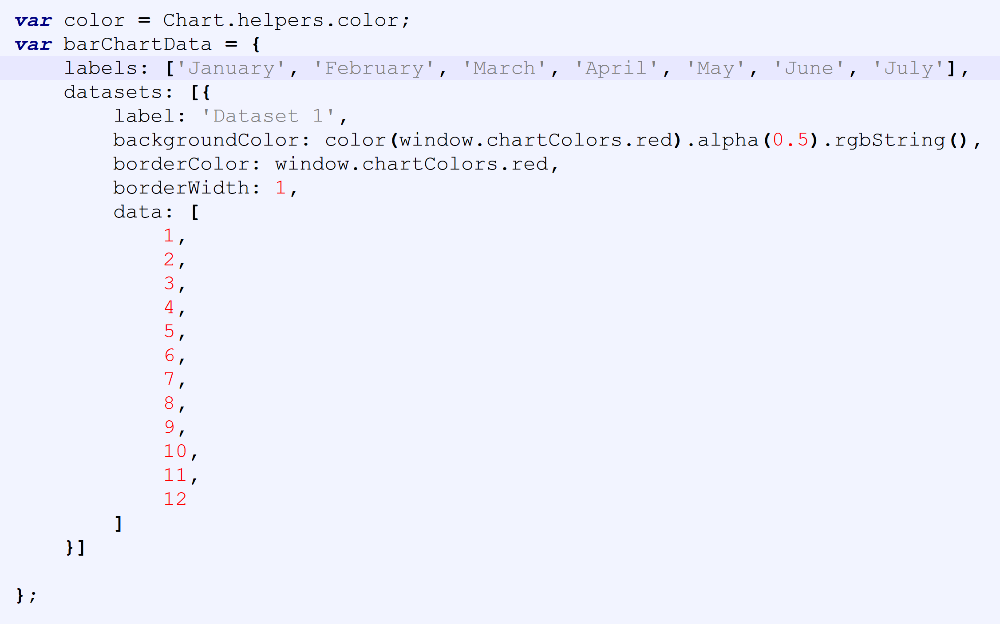 var color = Chart.helpers.color;
var barChartData = {
    labels: ['January', 'February', 'March', 'April', 'May', 'June', 'July'],
    datasets: [{
        label: 'Dataset 1',
        backgroundColor: color(window.chartColors.red).alpha(0.5).rgbString(),
        borderColor: window.chartColors.red,
        borderWidth: 1,
        data: [
            1,
            2,
            3,
            4,
            5,
            6,
            7,
            8,
            9,
            10,
            11,
            12
        ]
    }]
};